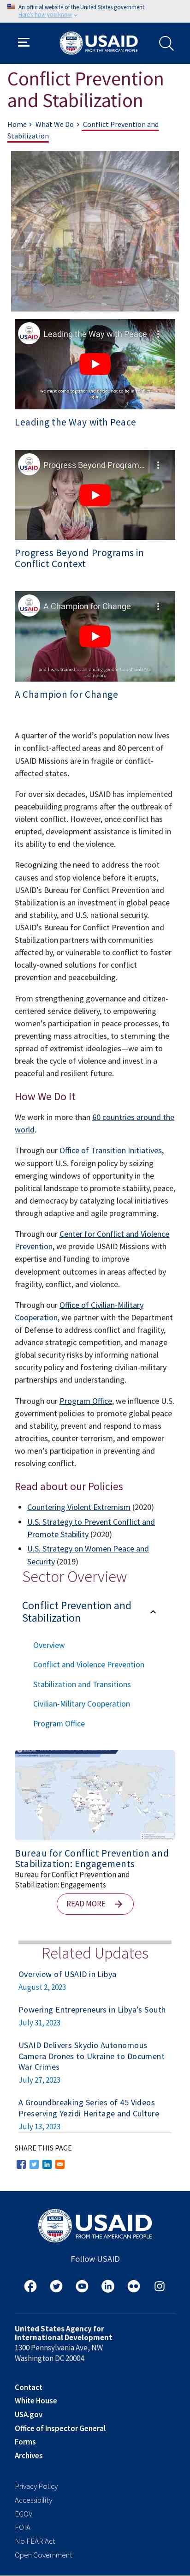 An official website of the United States government
Here's how you know
USAID
FROM THE AMERICAN PEOPLE
Conflict Prevention
and Stabilization
Home › What We Do › Conflict Prevention and
Stabilization
Leading the Way with Peace
we must come together and not to out to be in
Leading the Way with Peace
Progress Beyond Program...
Progress Beyond Programs in
Conflict Context
A Champion for Change
and I was trained to as an ending gender-based violence
champion.
A Champion for Change
A quarter of the world’s population now lives
in conflict-affected areas and 80 percent of
USAID Missions are in fragile or conflict-
affected states.
For over six decades, USAID has implemented
peacebuilding programs after the outbreak of
violent conflict. However, once conflict has
erupted, development assistance is limited in
its ability to end the violence.
Recognizing the need to address conflict at
its root and stop violence before it erupts,
USAID’s Bureau for Conflict Prevention and
Stabilization is an investment in global peace,
development, and U.S. national security.
USAID’s Bureau for Conflict Prevention and
Stabilization partners with communities
affected by, or vulnerable to conflict to foster
locally-owned solutions for conflict
prevention and peacebuilding.
From strengthening governance and citizen-
centered service delivery, to empowering
women’s participation in peace processes, to
preventing mass atrocities, to stemming the
spread of extremist ideologies—we aim to
break the cycle of violence and invest in a
peaceful and resilient future.
How We Do It
We work in more than 60 countries around the
world.
Through our Office of Transition Initiatives,
we support U.S. foreign policy by seizing
emerging windows of opportunity in the
political landscape to promote stability, peace,
and democracy by catalyzing local initiatives
through adaptive and agile programming.
Through our Center for Conflict and Violence
Prevention, we provide USAID Missions with
expertise and funding to improve
development outcomes in areas affected by
fragility, conflict, and violence.
Through our Office of Civilian-Military
Cooperation, we partner with the Department
of Defense to address conflict and fragility,
counter strategic competition, and manage
global security risks by informing national
security policy and fostering civilian-military
partnerships and understanding.
Through our Program Office, we influence U.S.
government policies to promote global peace
and security, counter and respond to mass
atrocities and violent extremism, and empower
women’s participation in preventing and
resolving conflict.
Read about our Policies
• Countering Violent Extremism (2020)
• U.S. Strategy to Prevent Conflict and
Promote Stability (2020)
• U.S. Strategy on Women Peace and
Security (2019)
Sector Overview
Conflict Prevention and
Stabilization
Overview
Conflict and Violence Prevention
Stabilization and Transitions
Civilian-Military Cooperation
Program Office
Bureau for Conflict Prevention and
Stabilization: Engagements
Bureau for Conflict Prevention and
Stabilization: Engagements
READ MORE
Related Updates
Overview of USAID in Libya
August 2, 2023
Powering Entrepreneurs in Libya’s South
July 31, 2023
USAID Delivers Skydio Autonomous
Camera Drones to Ukraine to Document
War Crimes
July 27, 2023
A Groundbreaking Series of 45 Videos
Preserving Yezidi Heritage and Culture
July 13, 2023
SHARE THIS PAGE
USAID
FROM THE AMERICAN PEOPLE
Follow USAID
United States Agency for
International Development
1300 Pennsylvania Ave, NW
Washington DC 20004
Contact
White House
USA.gov
Office of Inspector General
Forms
Archives
Privacy Policy
Accessibility
EGOV
FOIA
No FEAR Act
Open Government